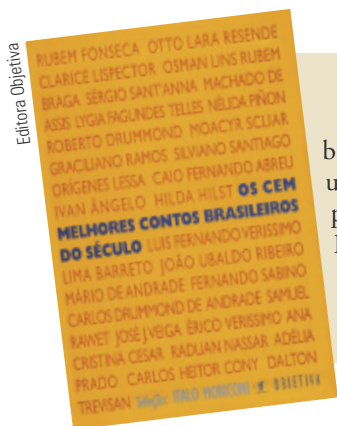 Editora Objetiva
RUBEM FONSECA OTTO LARA RESENDE
CLARICE LISPECTOR OSMAN LINS RUBEM
BRAGA SÉRGIO SANT'ANNA MACHADO DE
ASSIS LYGIA FAGUNDES TELLES NÉLIDA PIÑON
ROBERTO DRUMMOND MOACYR SCLIAR
GRACILIANO RAMOS SILVIANO SANTIAGO
ORÍGENES LESSA CAIO FERNANDO ABREU
IVAN ÂNGELO HILDA HILST OS CEM
MELHORES CONTOS BRASILEIROS
DO SÉCULO LUIS FERNANDO VERISSIMO
LIMA BARRETO JOÃO UBALDO RIBEIRO
MÁRIO DE ANDRADE FERNANDO SABINO
CARLOS DRUMMOND DE ANDRADE SAMUEL
RAWET JOSÉ J. VEIGA ÉRICO VERISSIMO ANA
CRISTINA CESAR RADUAN NASSAR ADÉLIA
PRADO CARLOS HEITOR CONY DALTON
TREVISAN Seleção: ITALO MORICONI OBJETIVA
b
u
p